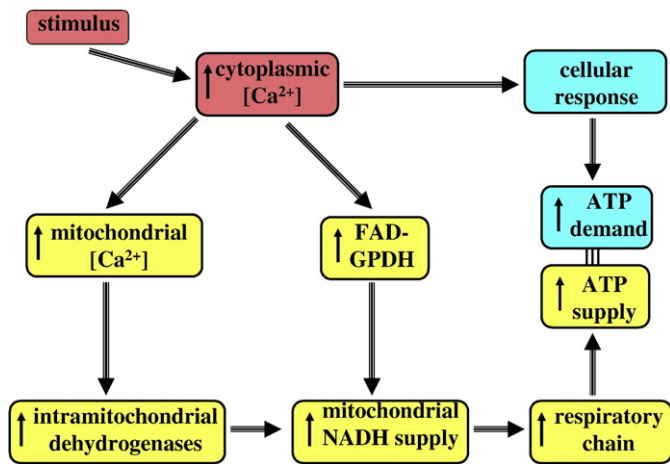 stimulus
cytoplasmic
[Ca²⁺]
cellular
response
mitochondrial
[Ca²⁺]
FAD-
GPDH
ATP
demand
ATP
supply
intramitochondrial
dehydrogenases
mitochondrial
NADH supply
respiratory
chain